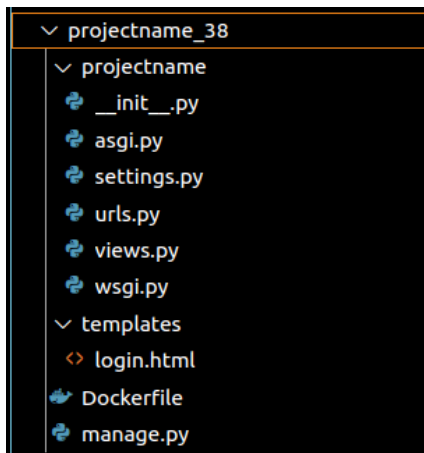 projectname_38
projectname
__init__.py
asgi.py
settings.py
urls.py
views.py
wsgi.py
templates
login.html
Dockerfile
manage.py